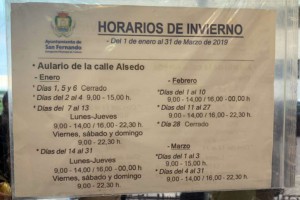 Ayuntamiento de
San Fernando
HORARIOS DE INVIERNO
- Del 1 de enero al 31 de Marzo de 2019
• Aulario de la calle Alsedo
- Enero
* Días 1, 5 y 6 Cerrado
* Días del 2 al 4 9,00 - 15,00 h.
* Días del 7 al 13
Lunes-Jueves
9,00 - 14,00 / 16,00 - 22,30 h.
Viernes, sábado y domingo
9,00 - 22,30 h.
* Días del 14 al 31
Lunes-Jueves
9,00 - 14,00 / 16,00 - 00,00 h
Viernes, sábado y domingo
9,00 - 22,30 h.
- Febrero
* Días del 1 al 10
9,00 - 14,00 / 16,00 - 00,00 h
* Días del 11 al 27
9,00 - 14,00 / 16,00 - 22,30 h.
* Día 28 Cerrado
- Marzo
* Días del 1 al 3
9,00 - 15,00 h.
* Días del 4 al 31
9,00 - 14,00 / 16,00 - 22,30 h.